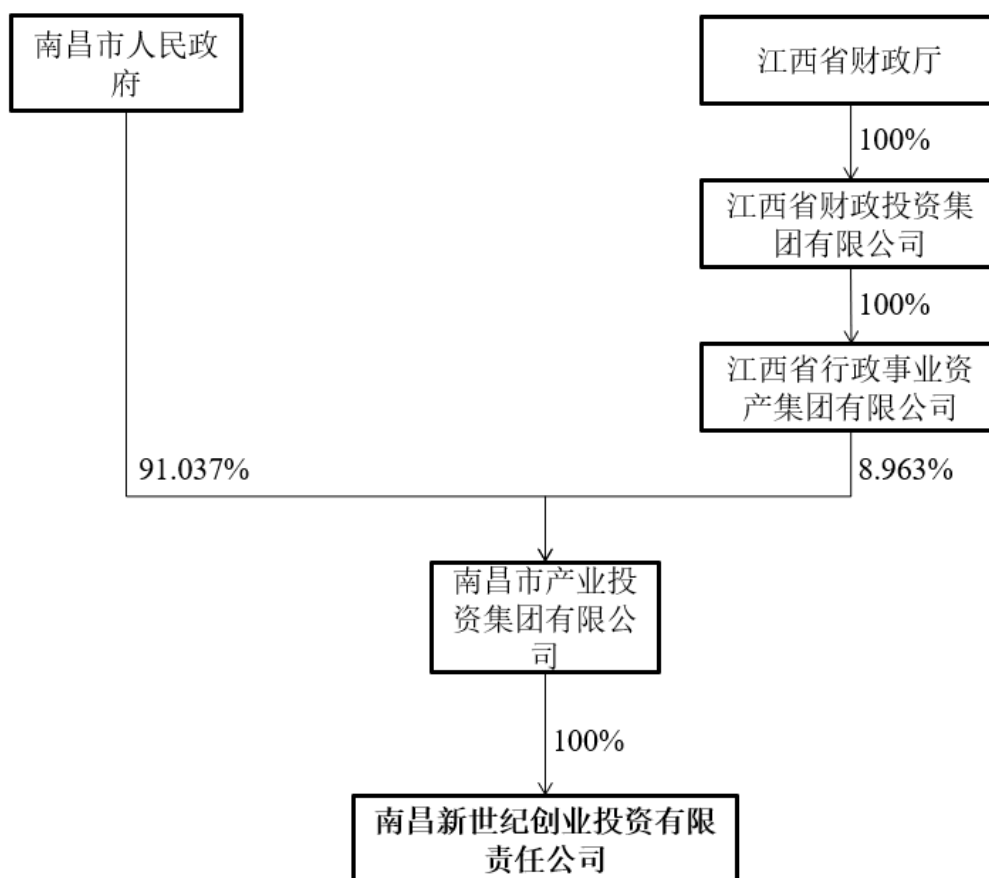 南昌市人民政
府
江西省财政厅
100%
江西省财政投资集
团有限公司
100%
江西省行政事业资
产集团有限公司
91.037%
8.963%
南昌市产业投
资集团有限公
司
100%
南昌新世纪创业投资有限
责任公司